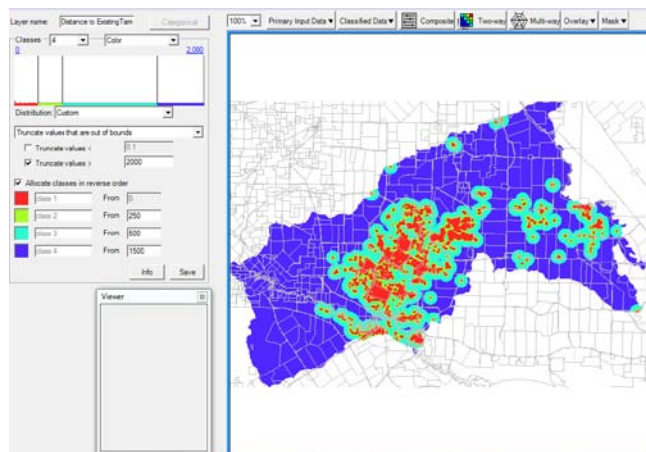 Layer name: Distance to ExistingTam Categorical
100% Primary Input Data Classified Data Composite Two-way Multi-way Overlay Mask
Classes 4 Color
0 2,000
Distribution: Custom
Truncate values that are out of bounds
Truncate values < 0.1
Truncate values > 2000
Allocate classes in reverse order
class 1 From 0
class 2 From 250
class 3 From 500
class 4 From 1500
Info Save
Viewer